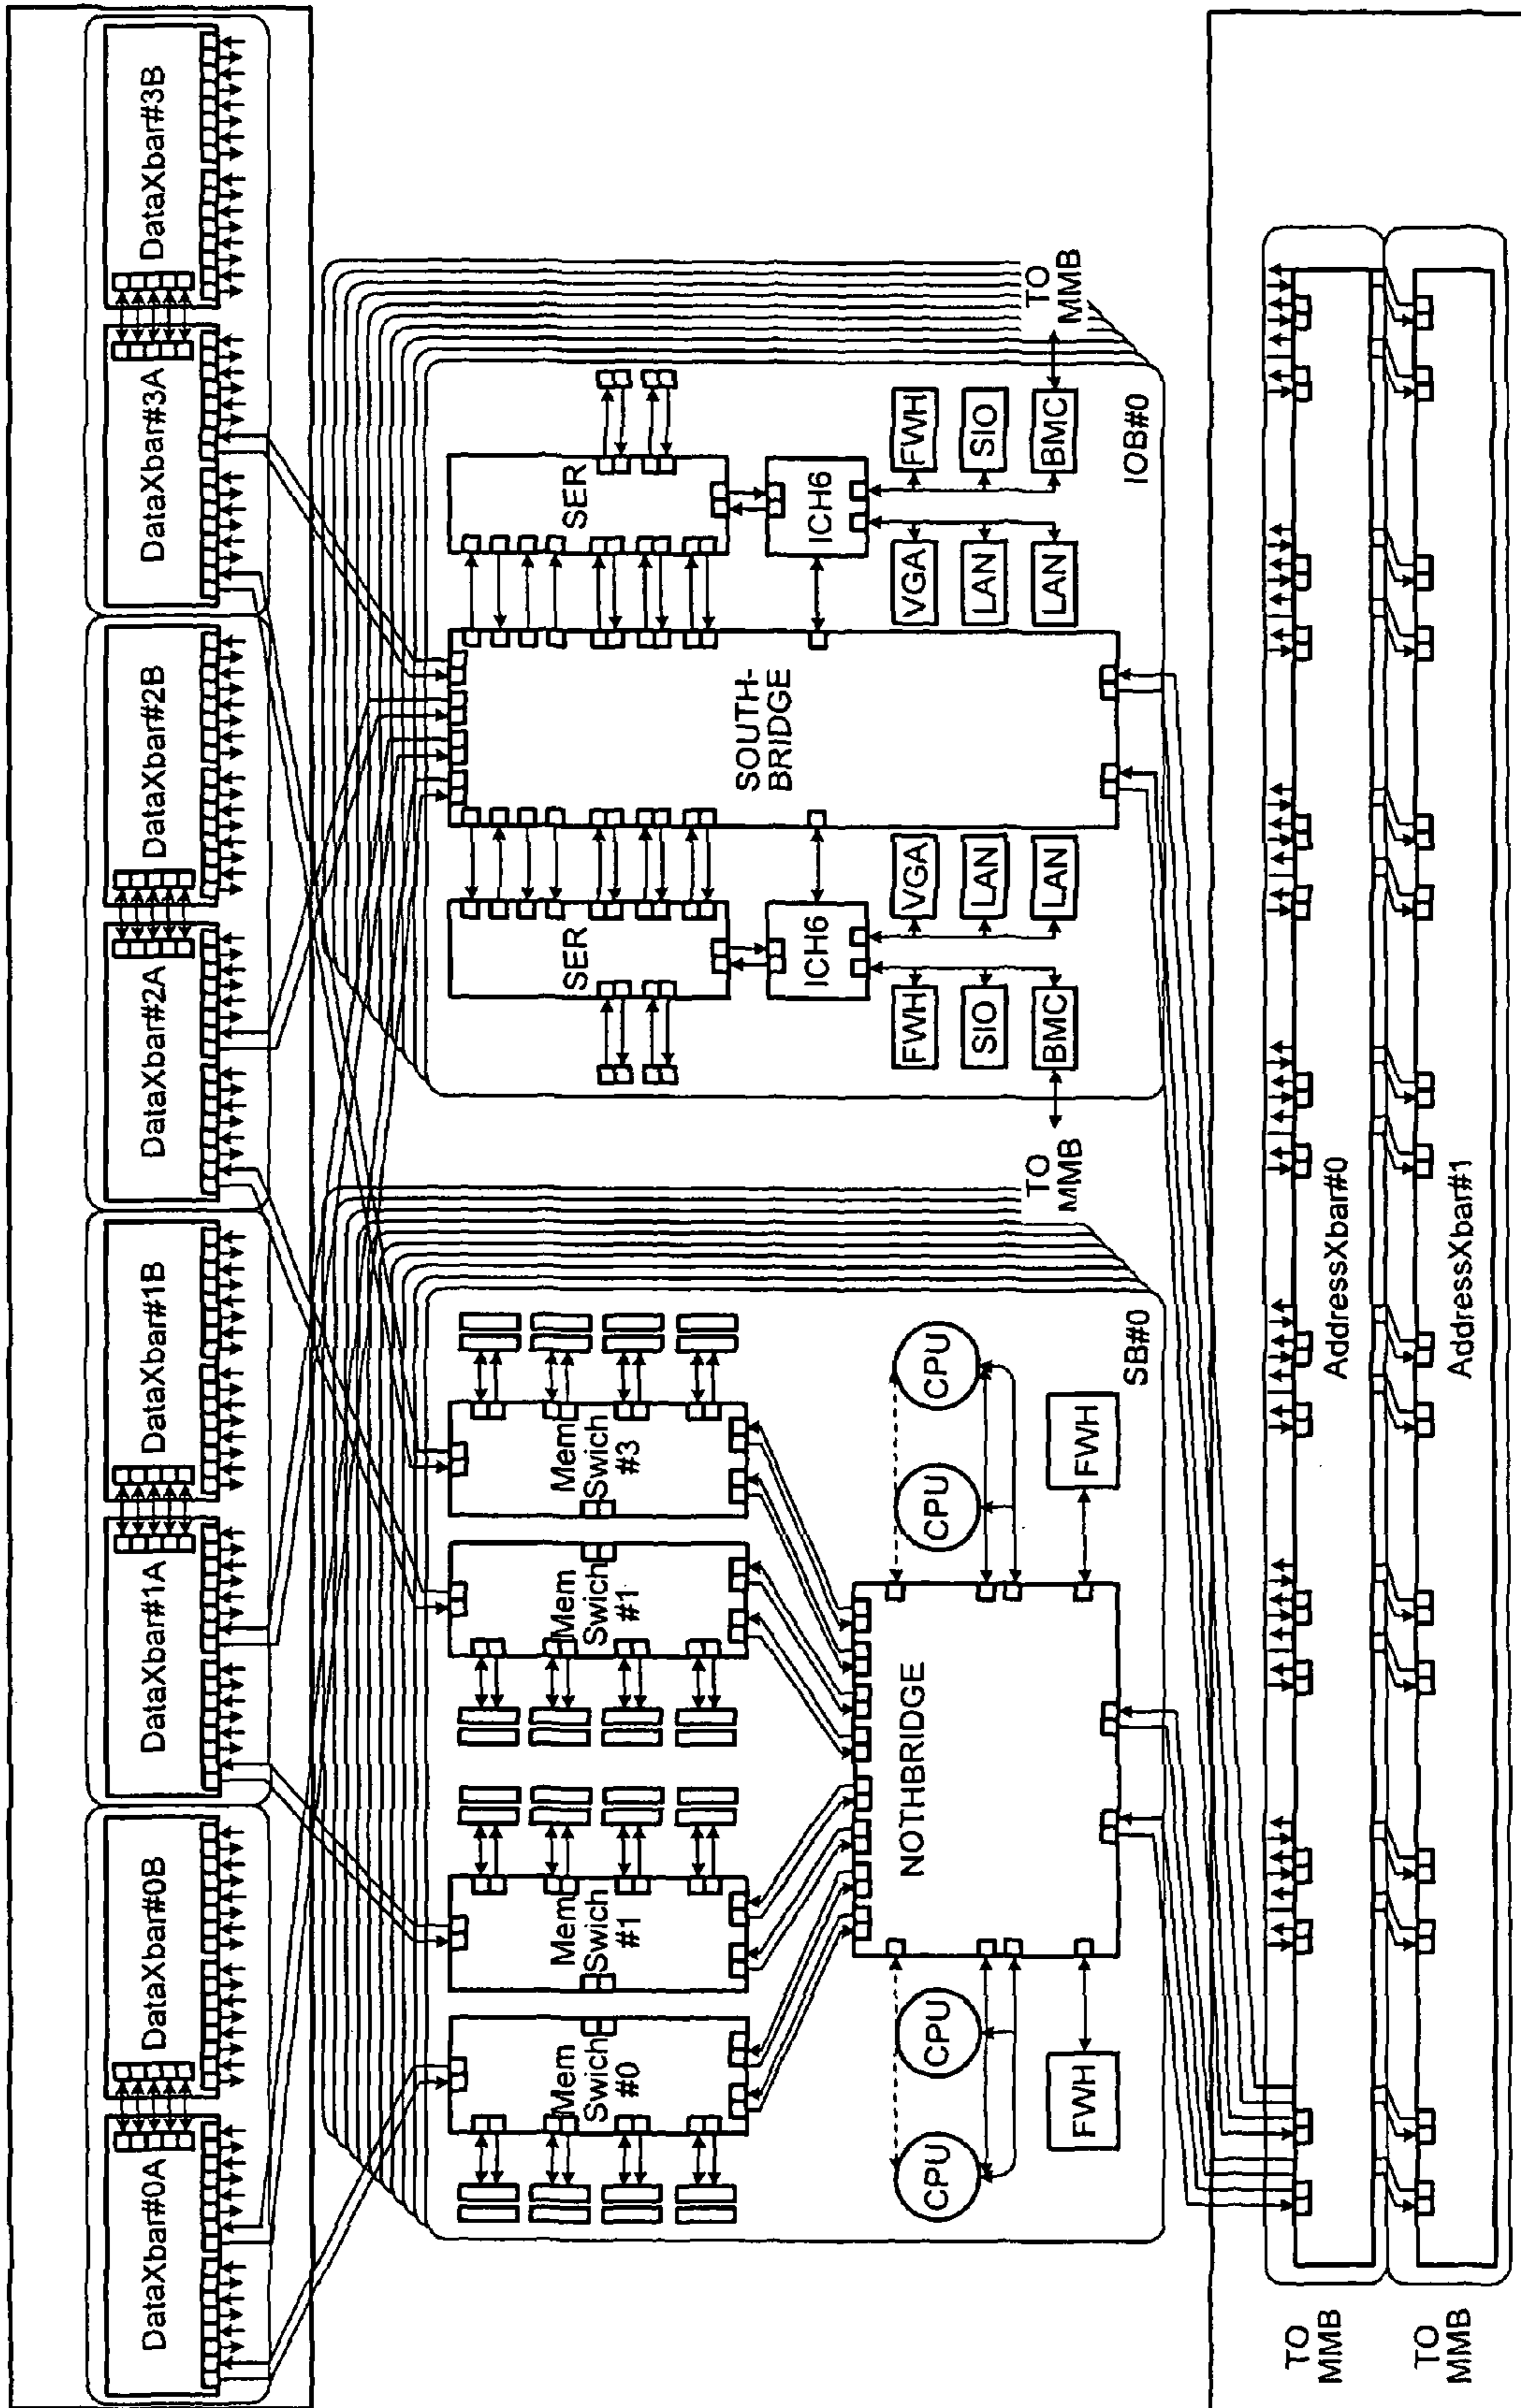 DataXbar#0A
DataXbar#0B
DataXbar#1A
DataXbar#1B
DataXbar#2A
DataXbar#2B
DataXbar#3A
DataXbar#3B
Mem
Swich
#0
Mem
Swich
#1
Mem
Swich
#1
Mem
Swich
#3
NOTHBRIDGE
CPU
CPU
CPU
CPU
FWH
FWH
SB#0
TO
MMB
SER
SER
SOUTH-
BRIDGE
ICH6
ICH6
FWH
VGA
VGA
FWH
SIO
LAN
LAN
SIO
BMC
LAN
LAN
BMC
IOB#0
TO
MMB
TO
MMB
AddressXbar#0
TO
MMB
AddressXbar#1